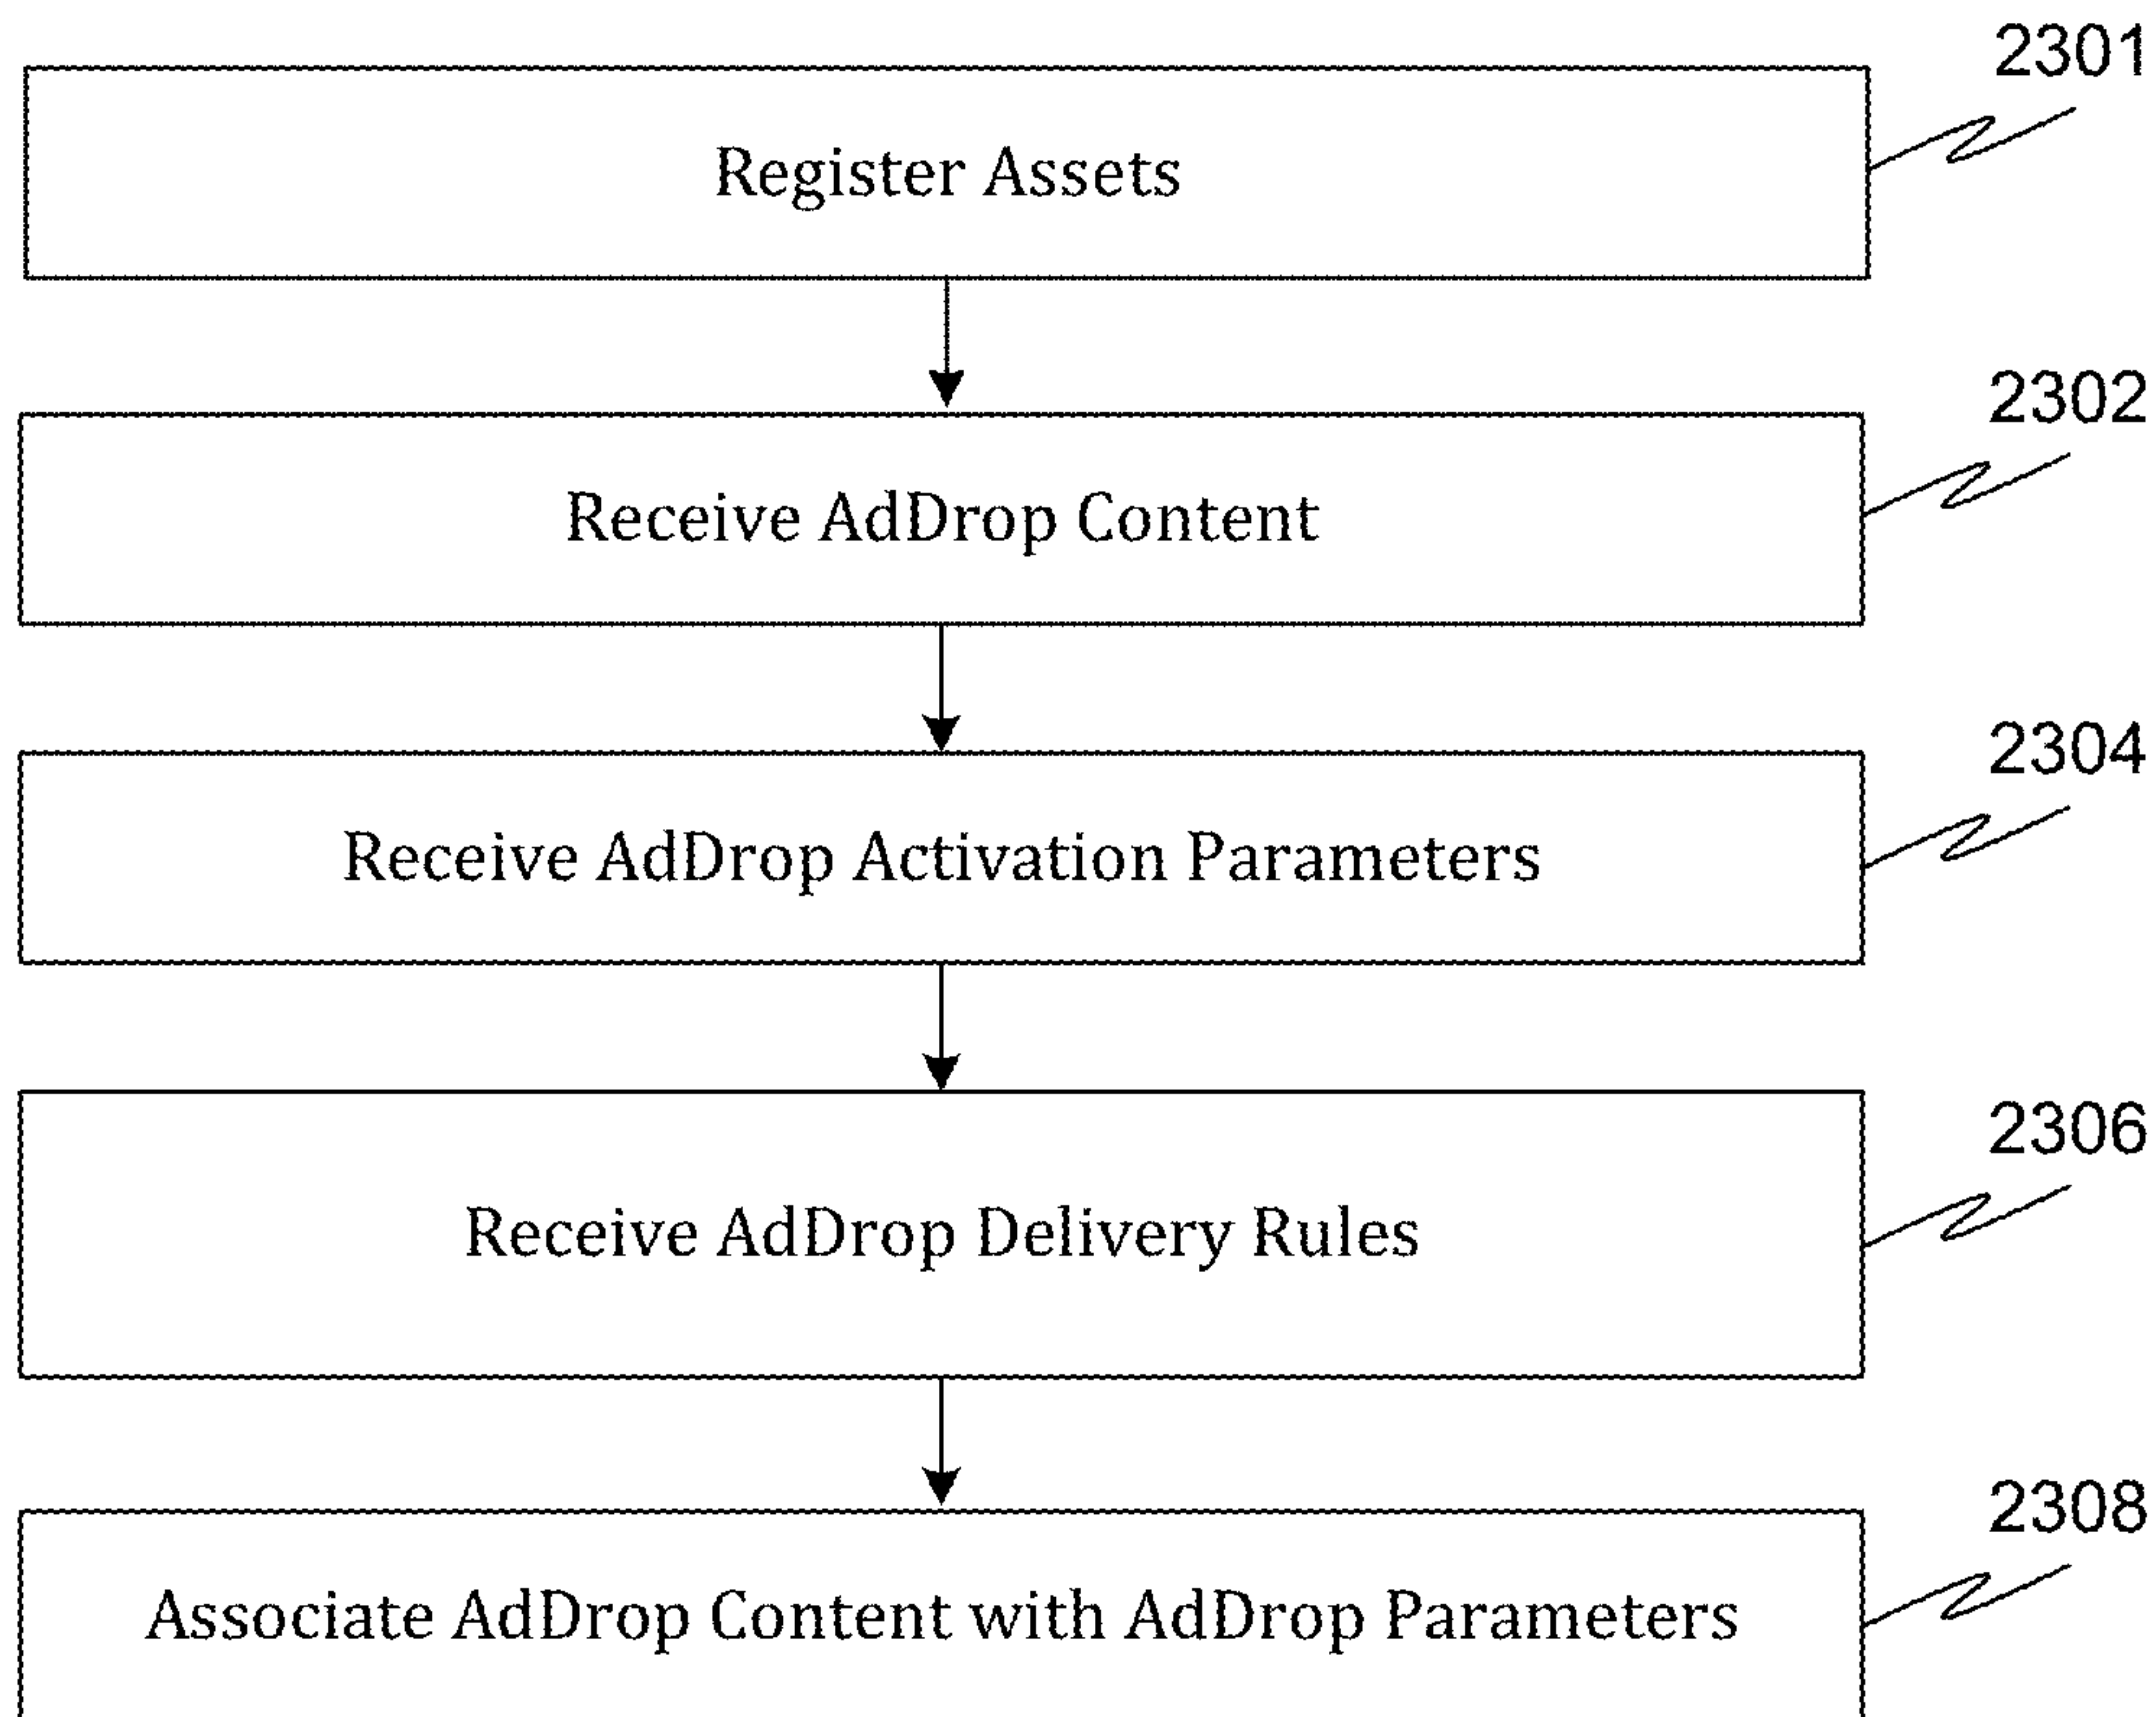 2301
Register Assets
2302
Receive AdDrop Content
2304
Receive AdDrop Activation Parameters
2306
Receive AdDrop Delivery Rules
2308
Associate AdDrop Content with AdDrop Parameters